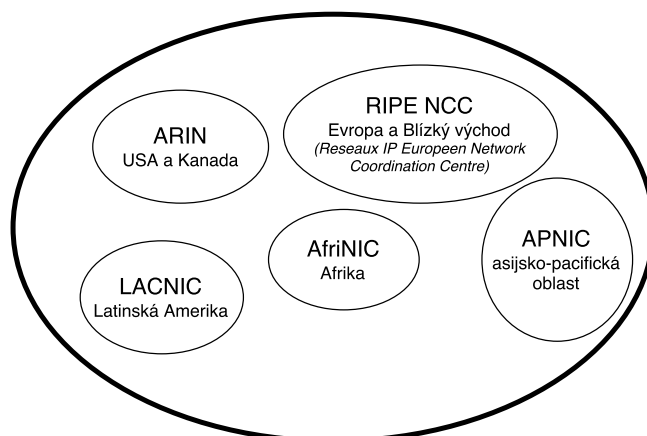 ARIN
USA a Kanada
RIPE NCC
Evropa a Blízký východ
(Reseaux IP Europeen Network
Coordination Centre)
LACNIC
Latinská Amerika
AfriNIC
Afrika
APNIC
asijsko-pacifická
oblast